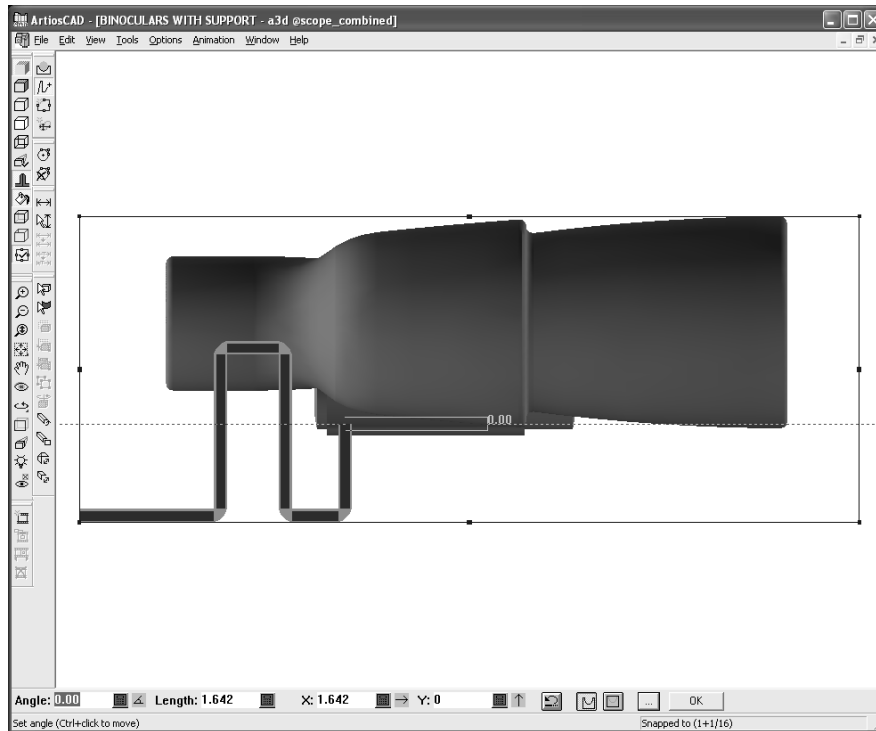 ArtiosCAD - [BINOCULARS WITH SUPPORT - a3d @scope_combined]
File Edit View Tools Options Animation Window Help
0.00
Angle: 0.00 Length: 1.642 X: 1.642 Y: 0 ... OK
Set angle (Ctrl+click to move) Snapped to (1+1/16)